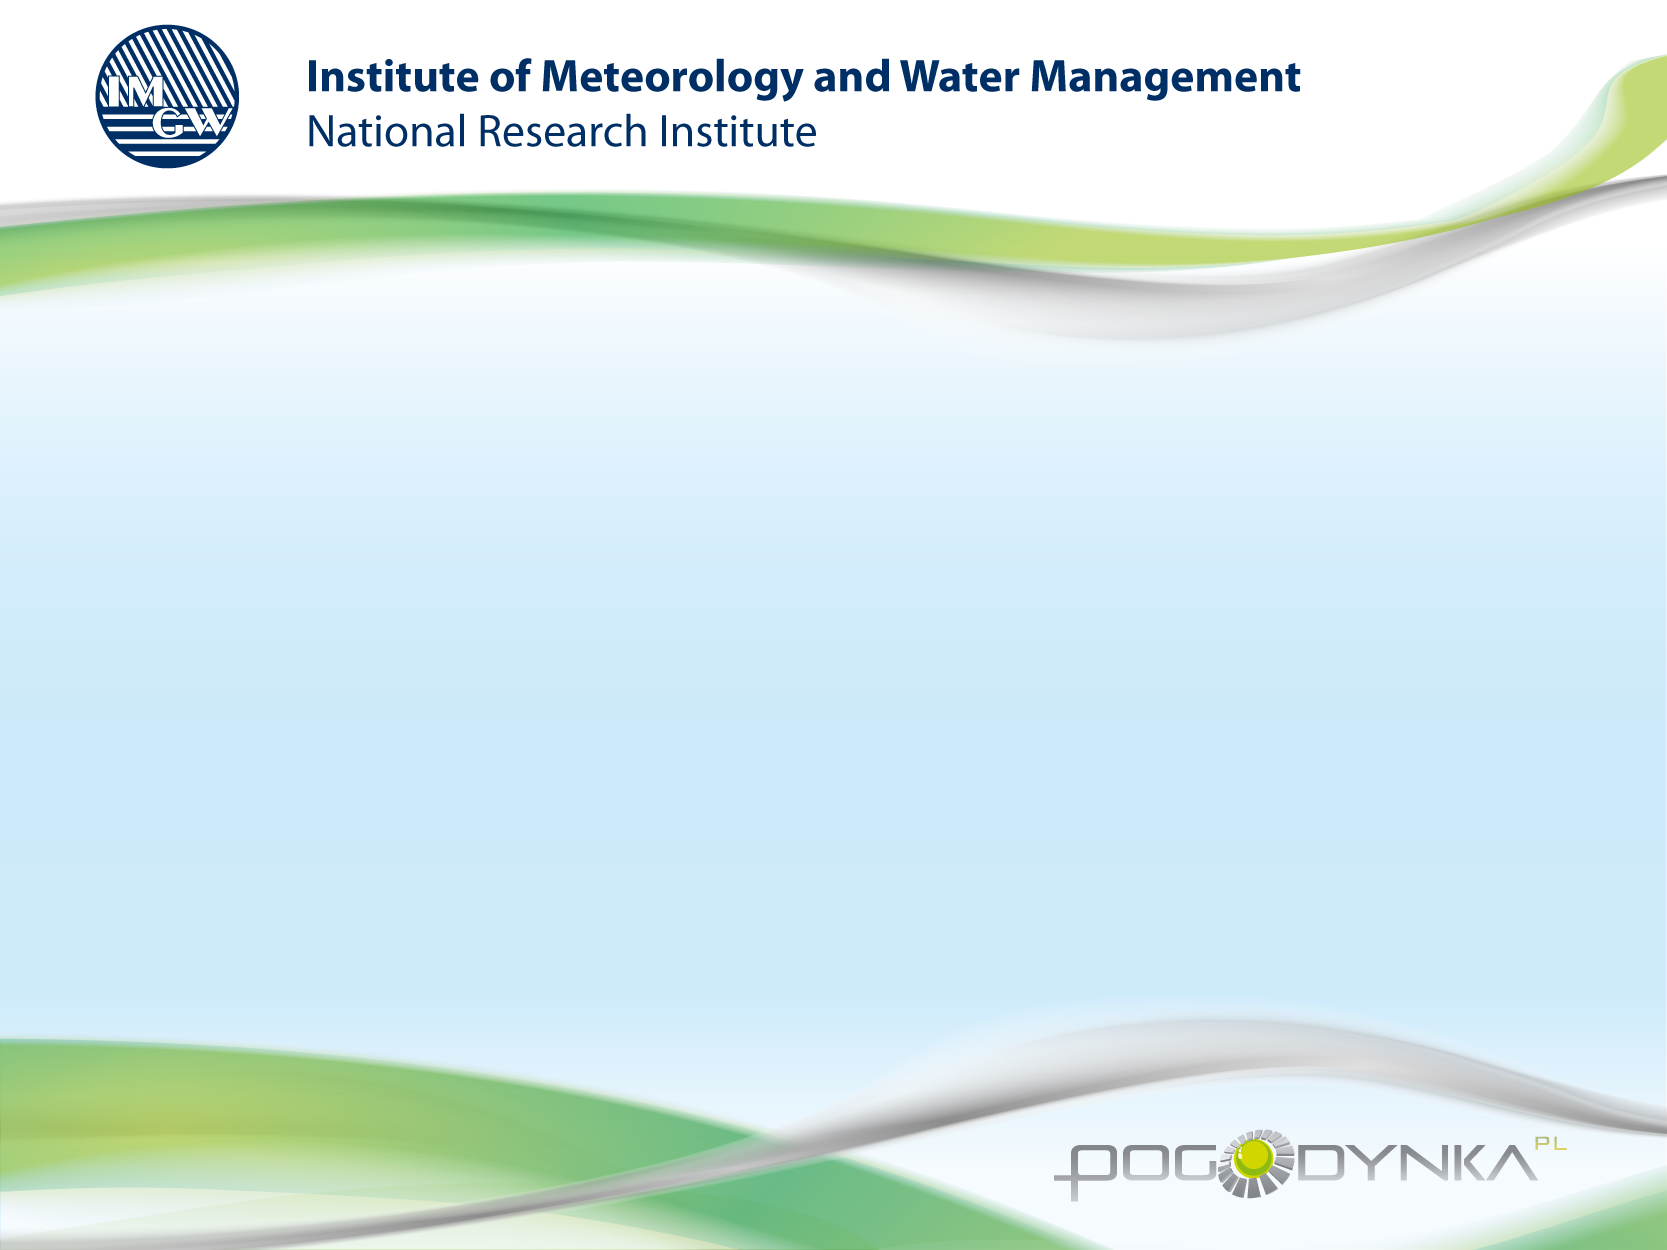 IM
GW
Institute of Meteorology and Water Management
National Research Institute
POGODYNKA PL